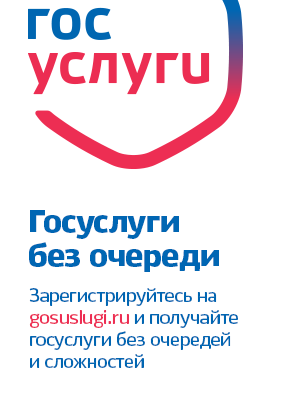 гос
услуги
Госуслуги
без очереди
Зарегистрируйтесь на
gosuslugi.ru и получайте
госуслуги без очередей
и сложностей